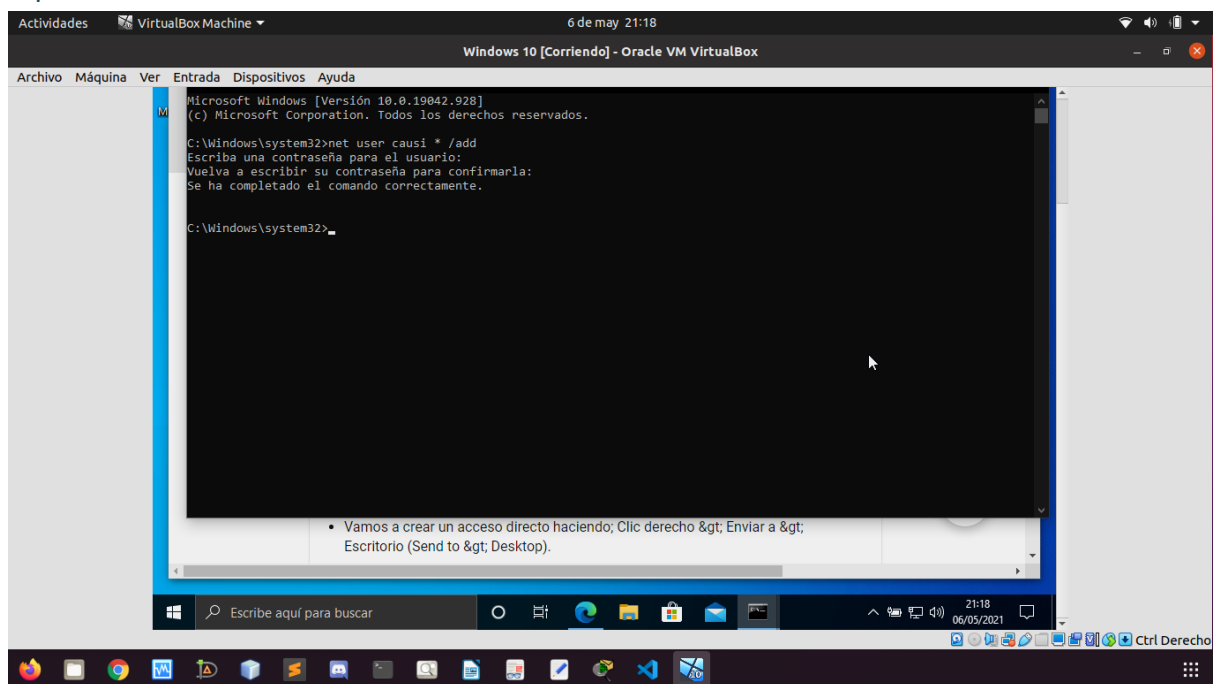 Actividades VirtualBox Machine 6 de may 21:18
Windows 10 [Corriendo] - Oracle VM VirtualBox
Archivo Máquina Ver Entrada Dispositivos Ayuda
Microsoft Windows [Versión 10.0.19042.928]
M
(c) Microsoft Corporation. Todos los derechos reservados.
C:\Windows\system32>net user causi * /add
Escriba una contraseña para el usuario:
Vuelva a escribir su contraseña para confirmarla:
Se ha completado el comando correctamente.
C:\Windows\system32>
• Vamos a crear un acceso directo haciendo; Clic derecho &gt; Enviar a &gt;
Escritorio (Send to &gt; Desktop).
Escribe aquí para buscar
21:18
06/05/2021
Ctrl Derecho